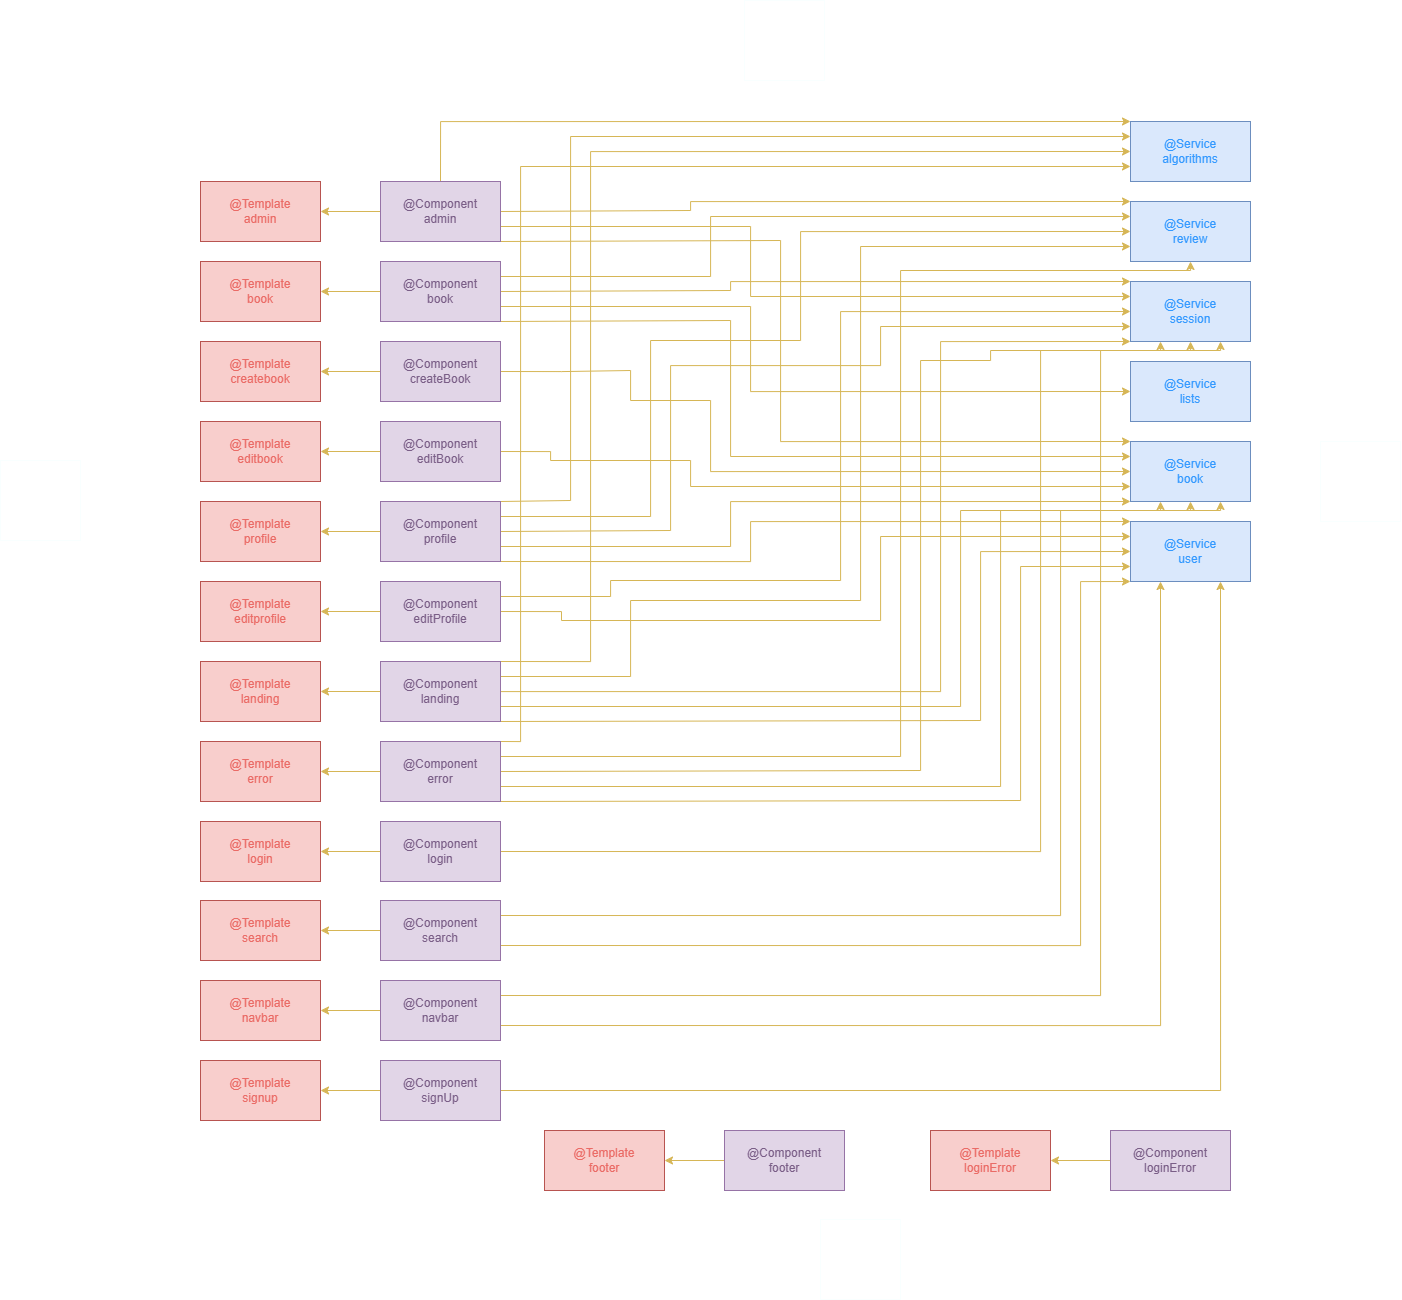 @Service
algorithms
@Template
admin
@Component
admin
@Service
review
@Template
book
@Component
book
@Service
session
@Template
createbook
@Component
createBook
@Service
lists
@Template
editbook
@Component
editBook
@Service
book
@Template
profile
@Component
profile
@Service
user
@Template
editprofile
@Component
editProfile
@Template
landing
@Component
landing
@Template
error
@Component
error
@Template
login
@Component
login
@Template
search
@Component
search
@Template
navbar
@Component
navbar
@Template
signup
@Component
signUp
@Template
footer
@Component
footer
@Template
loginError
@Component
loginError